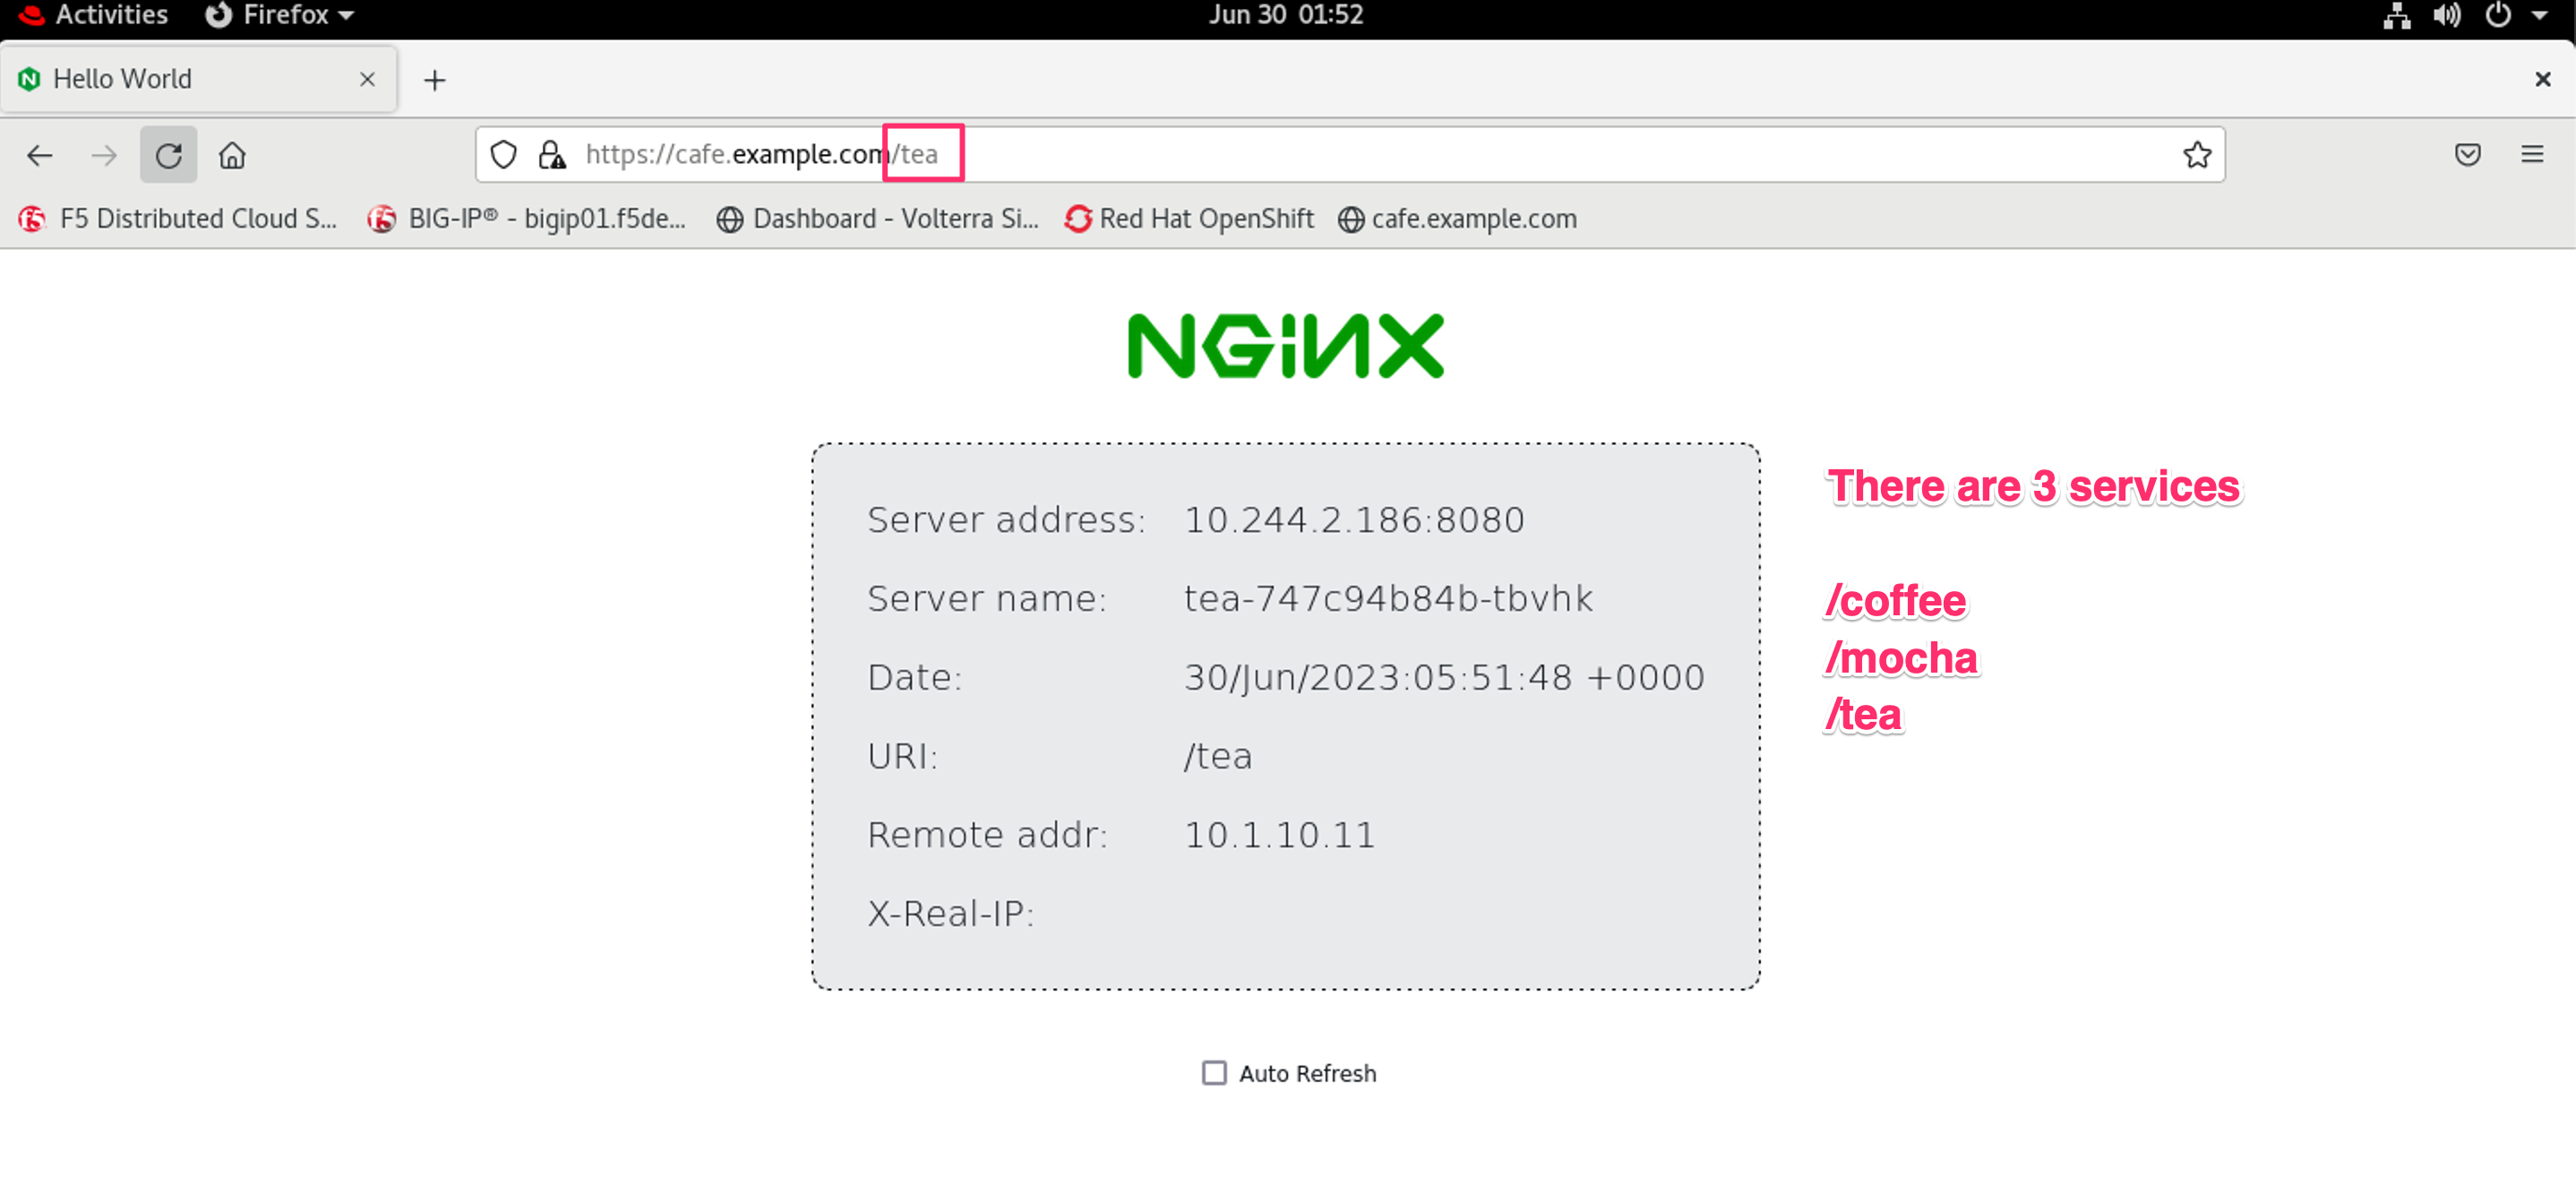 Activities Firefox Jun 30 01:52
Hello World
https://cafe.example.com/tea
F5 Distributed Cloud S... BIG-IP® - bigip01.f5de... Dashboard - Volterra Si... Red Hat OpenShift cafe.example.com
NGINX
Server address: 10.244.2.186:8080
Server name: tea-747c94b84b-tbvhk
Date: 30/Jun/2023:05:51:48 +0000
URI: /tea
Remote addr: 10.1.10.11
X-Real-IP:
Auto Refresh
There are 3 services
/coffee
/mocha
/tea